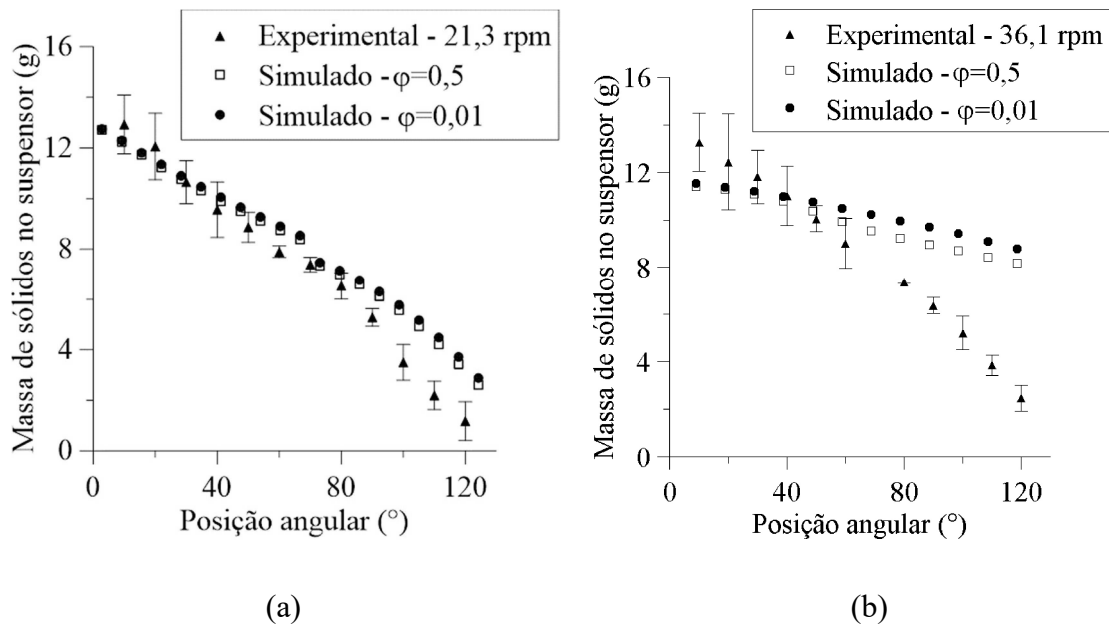 Experimental - 21,3 rpm
Simulado - φ=0,5
Simulado - φ=0,01
Massa de sólidos no suspensor (g)
16
12
8
4
0
0 40 80 120
Posição angular (°)
(a)
Experimental - 36,1 rpm
Simulado - φ=0,5
Simulado - φ=0,01
Massa de sólidos no suspensor (g)
16
12
8
4
0
0 40 80 120
Posição angular (°)
(b)